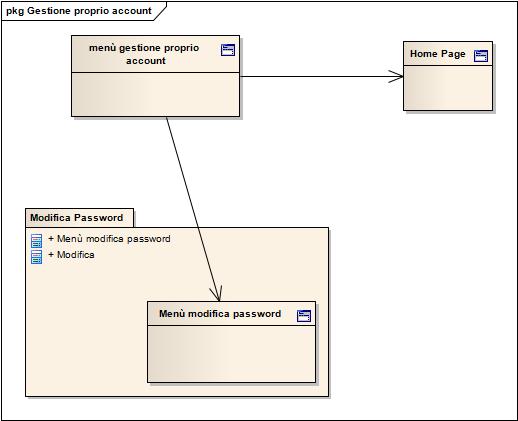 pkg Gestione proprio account
menù gestione proprio
account
Home Page
Modifica Password
+ Menù modifica password
+ Modifica
Menù modifica password